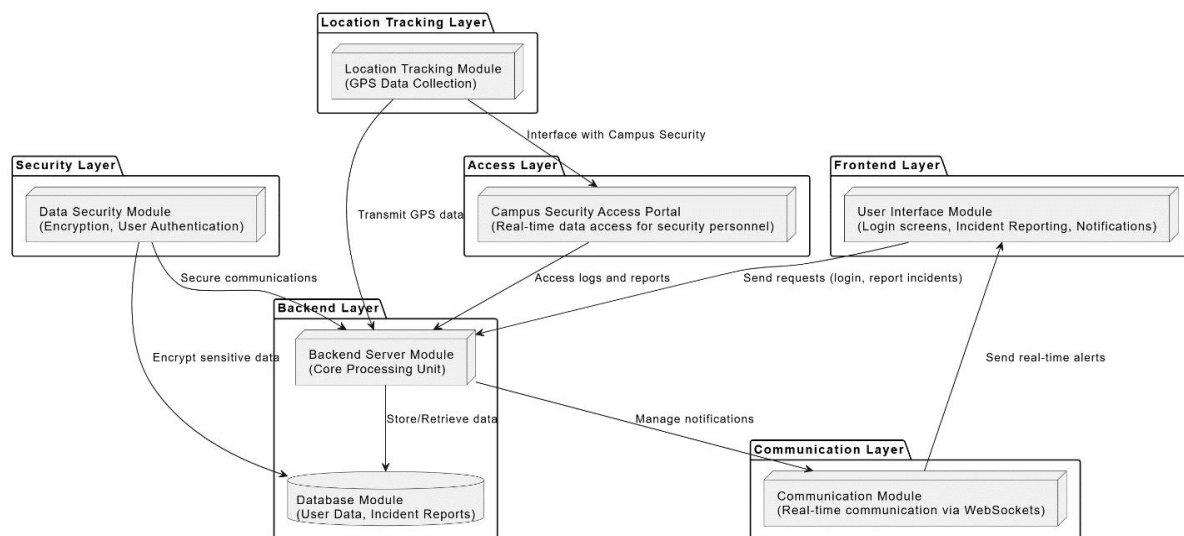 Location Tracking Layer
Location Tracking Module
(GPS Data Collection)
Interface with Campus Security
Security Layer
Access Layer
Frontend Layer
Data Security Module
(Encryption, User Authentication)
Transmit GPS data
Campus Security Access Portal
(Real-time data access for security personnel)
User Interface Module
(Login screens, Incident Reporting, Notifications)
Secure communications
Access logs and reports
Send requests (login, report incidents)
Backend Layer
Backend Server Module
(Core Processing Unit)
Encrypt sensitive data
Send real-time alerts
Store/Retrieve data
Manage notifications
Communication Layer
Database Module
(User Data, Incident Reports)
Communication Module
(Real-time communication via WebSockets)